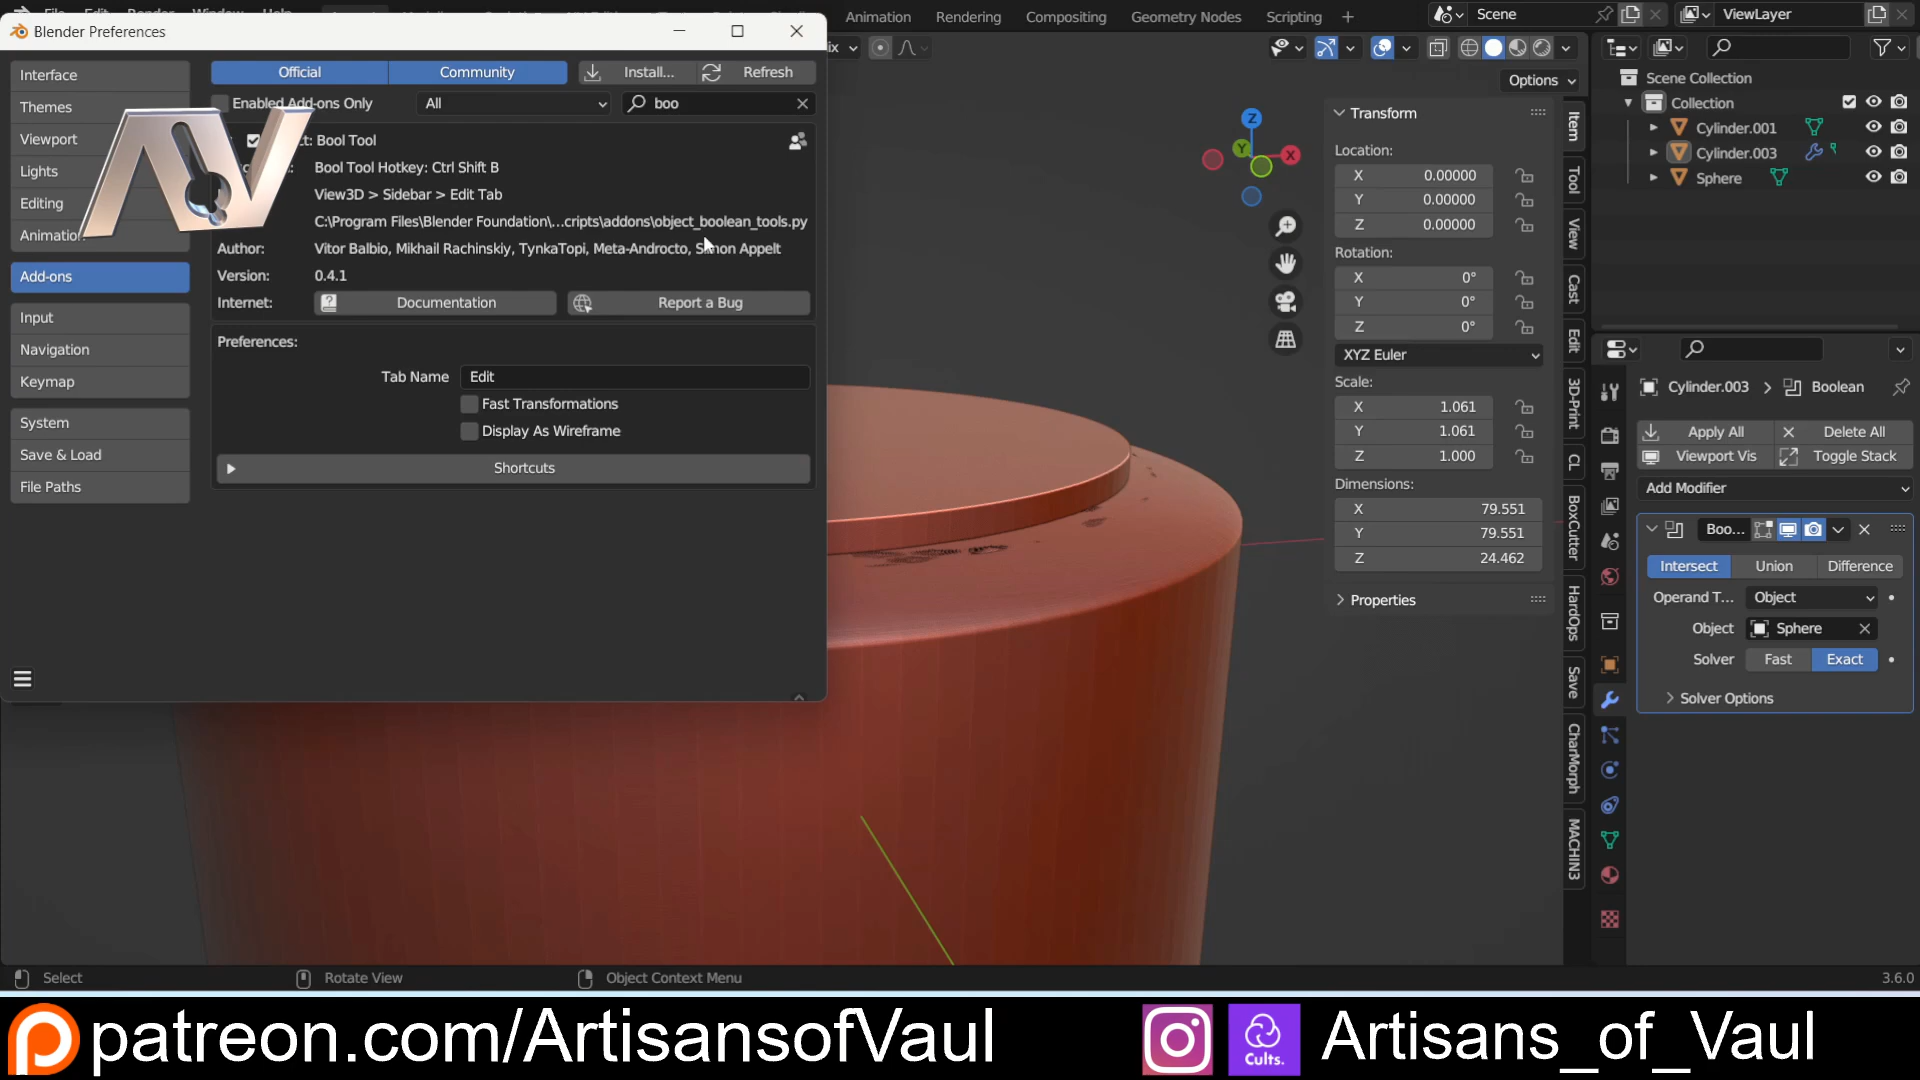 Blender Preferences
Animation Rendering Compositing Geometry Nodes Scripting +
Scene
ViewLayer
Interface
Themes
Viewport
Lights
Editing
Animation
Add-ons
Input
Navigation
Keymap
System
Save & Load
File Paths
Official Community Install... Refresh
Enabled Add-ons Only All boo
ct: Bool Tool
Bool Tool Hotkey: Ctrl Shift B
View3D > Sidebar > Edit Tab
C:\Program Files\Blender Foundation\...cripts\addons\object_boolean_tools.py
Author: Vitor Balbio, Mikhail Rachinskiy, TynkaTopi, Meta-Androcto, Simon Appelt
Version: 0.4.1
Internet: Documentation Report a Bug
Preferences:
Tab Name Edit
Fast Transformations
Display As Wireframe
Shortcuts
ix
Options
Z
Y
X
Transform
Location:
X 0.00000
Y 0.00000
Z 0.00000
Rotation:
X 0°
Y 0°
Z 0°
XYZ Euler
Scale:
X 1.061
Y 1.061
Z 1.000
Dimensions:
X 79.551
Y 79.551
Z 24.462
Properties
Item
Tool
View
Cast
Edit
3D-Print
CL
BoxCutter
HardOps
Save
CharMorph
MACHIN3
Scene Collection
Collection
Cylinder.001
Cylinder.003
Sphere
Cylinder.003 > Boolean
Apply All Delete All
Viewport Vis Toggle Stack
Add Modifier
Boo...
Intersect Union Difference
Operand T... Object
Object Sphere
Solver Fast Exact
Solver Options
Select Rotate View Object Context Menu 3.6.0
patreon.com/ArtisansofVaul
Cults.
Artisans_of_Vaul